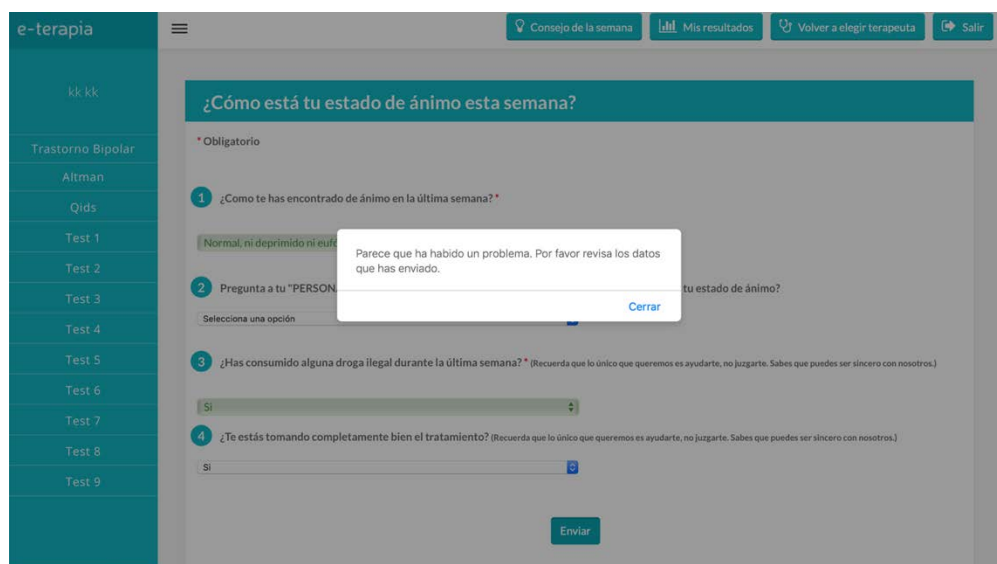 e-terapia
Consejo de la semana
Mis resultados
Volver a elegir terapeuta
Salir
kk kk
Trastorno Bipolar
Altman
Qids
Test 1
Test 2
Test 3
Test 4
Test 5
Test 6
Test 7
Test 8
Test 9
¿Cómo está tu estado de ánimo esta semana?
* Obligatorio
1 ¿Como te has encontrado de ánimo en la última semana? *
Normal, ni deprimido ni eufó
Parece que ha habido un problema. Por favor revisa los datos
que has enviado.
Cerrar
2 Pregunta a tu "PERSON
tu estado de ánimo?
Selecciona una opción
3 ¿Has consumido alguna droga ilegal durante la última semana? * (Recuerda que lo único que queremos es ayudarte, no juzgarte. Sabes que puedes ser sincero con nosotros.)
Si
4 ¿Te estás tomando completamente bien el tratamiento? (Recuerda que lo único que queremos es ayudarte, no juzgarte. Sabes que puedes ser sincero con nosotros.)
Si
Enviar